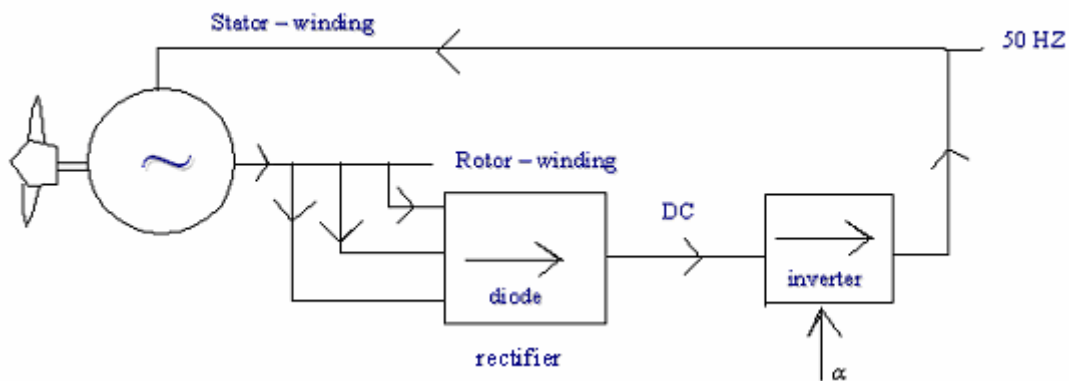 Stator – winding
50 HZ
~
Rotor – winding
DC
diode
inverter
rectifier
α